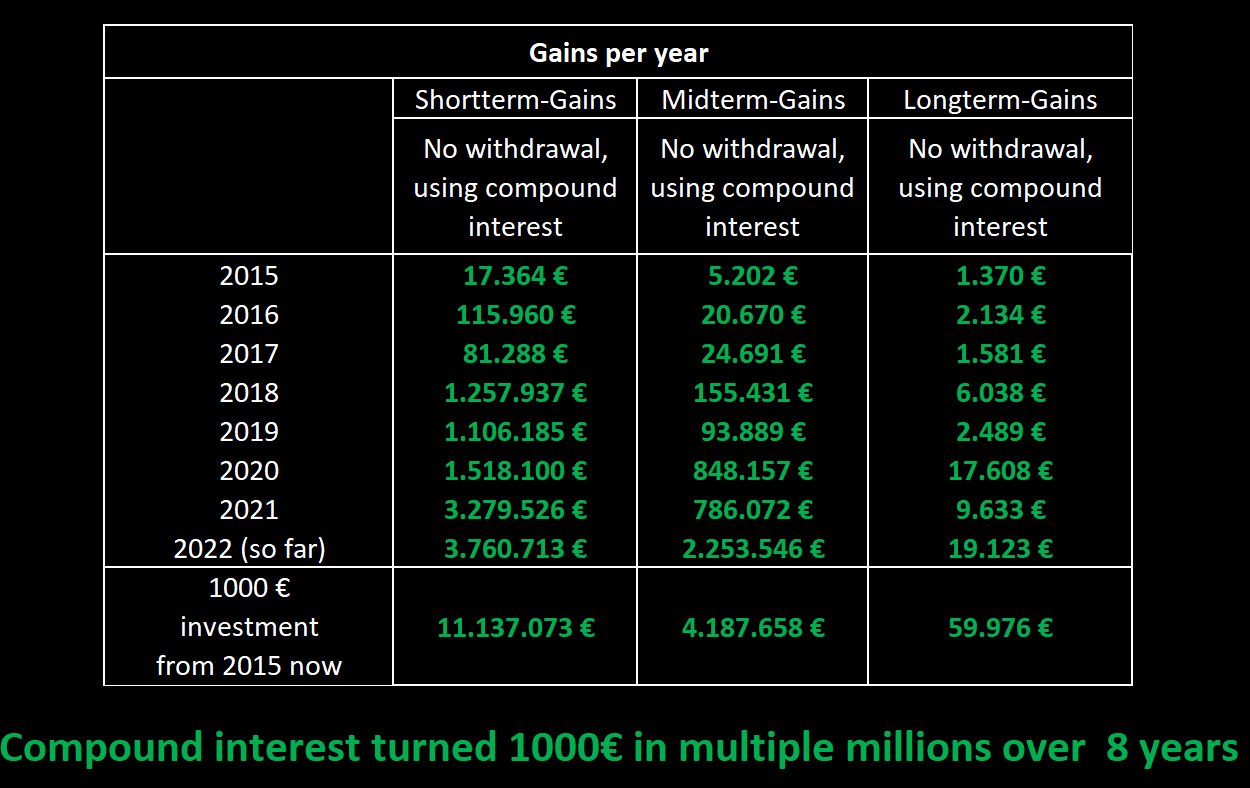 Gains per year
Shortterm-Gains Midterm-Gains Longterm-Gains
No withdrawal, No withdrawal, No withdrawal,
using compound using compound using compound
interest interest interest
2015 17.364 € 5.202 € 1.370 €
2016 115.960 € 20.670 € 2.134 €
2017 81.288 € 24.691 € 1.581 €
2018 1.257.937 € 155.431 € 6.038 €
2019 1.106.185 € 93.889 € 2.489 €
2020 1.518.100 € 848.157 € 17.608 €
2021 3.279.526 € 786.072 € 9.633 €
2022 (so far) 3.760.713 € 2.253.546 € 19.123 €
1000 €
investment 11.137.073 € 4.187.658 € 59.976 €
from 2015 now
Compound interest turned 1000€ in multiple millions over 8 years